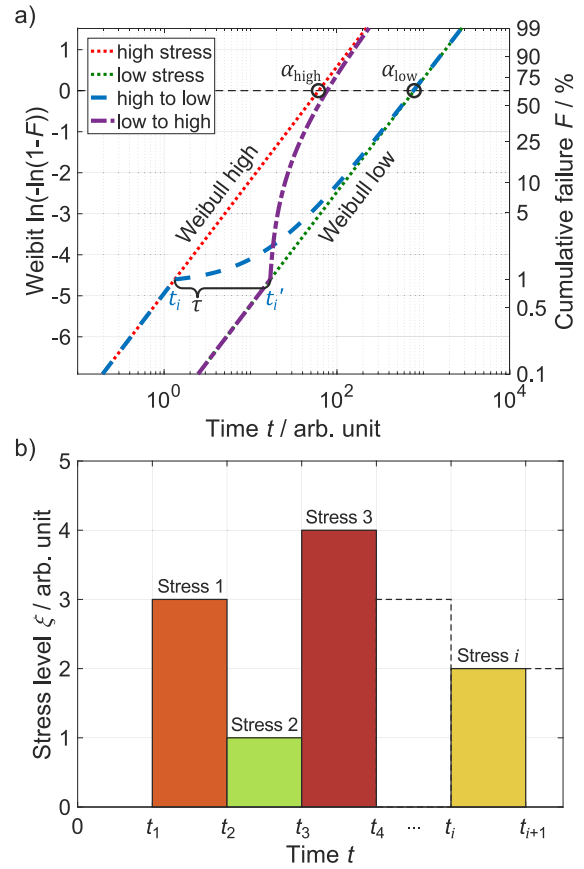 a)
Weibit ln(-ln(1-F))
1
0
-1
-2
-3
-4
-5
-6
high stress
low stress
high to low
low to high
α_high
α_low
Weibull high
Weibull low
t_i
τ
t_i'
99
90
75
50
25
10
5
1
0.5
0.1
Cumulative failure F / %
10^0
10^2
10^4
Time t / arb. unit
b)
Stress level ξ / arb. unit
5
4
3
2
1
0
Stress 1
Stress 2
Stress 3
Stress i
0
t_1
t_2
t_3
t_4
...
t_i
t_{i+1}
Time t